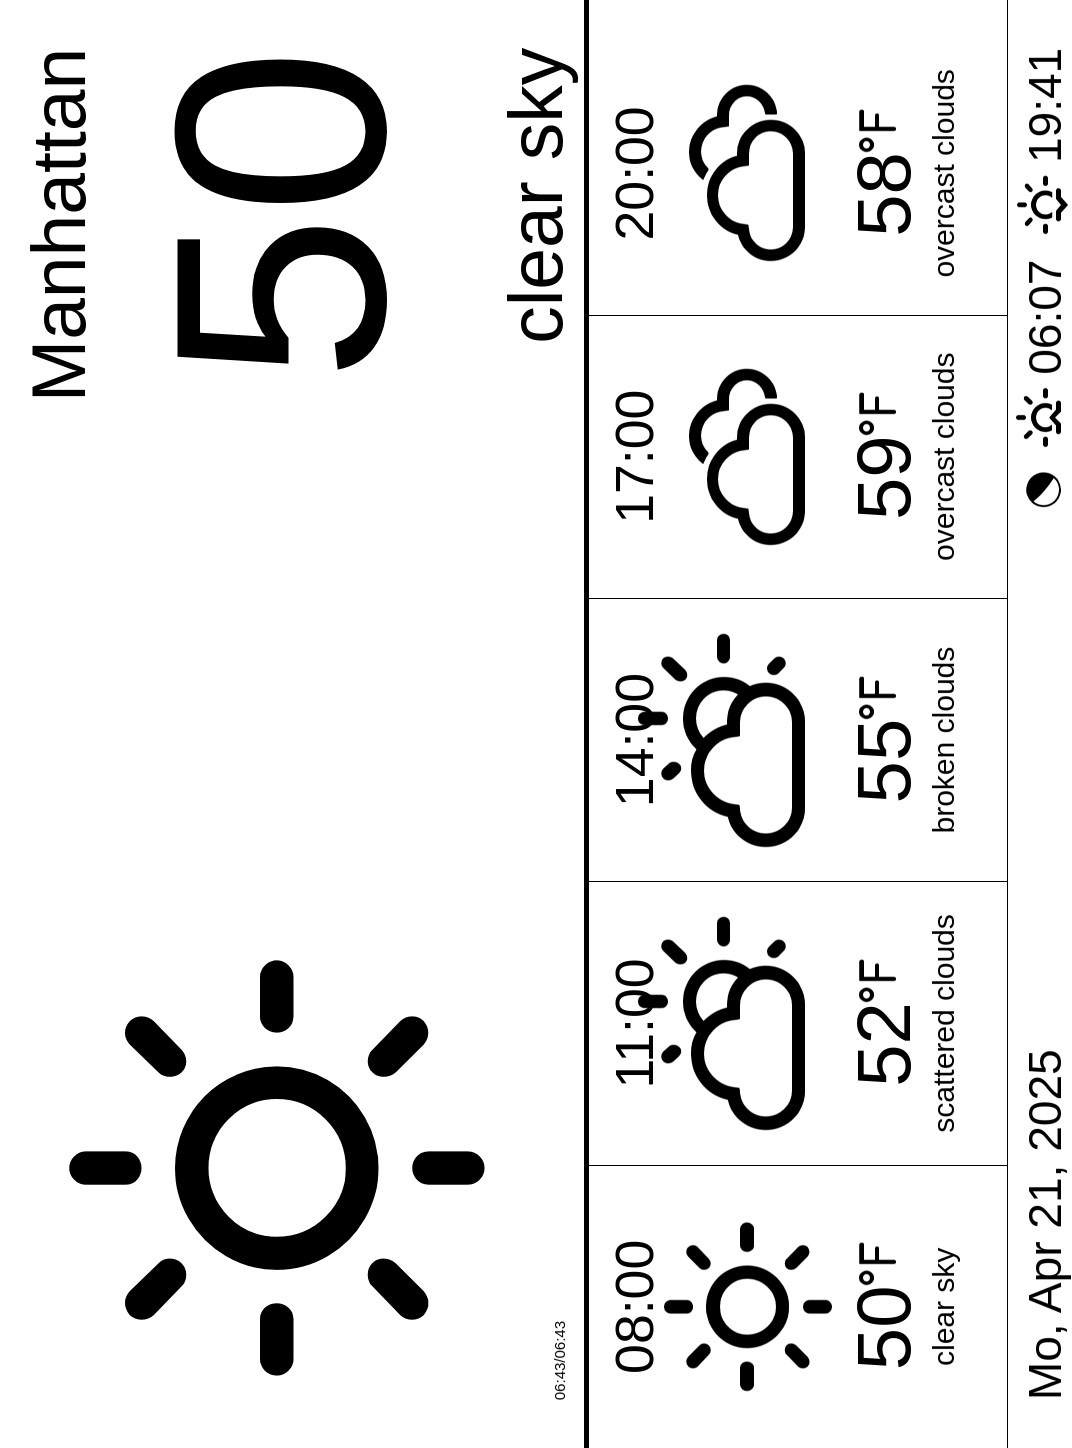 Manhattan
50
clear sky
06:43/06:43
08:00
50°F
clear sky
11:00
52°F
scattered clouds
14:00
55°F
broken clouds
17:00
59°F
overcast clouds
20:00
58°F
overcast clouds
Mo, Apr 21, 2025
06:07
19:41